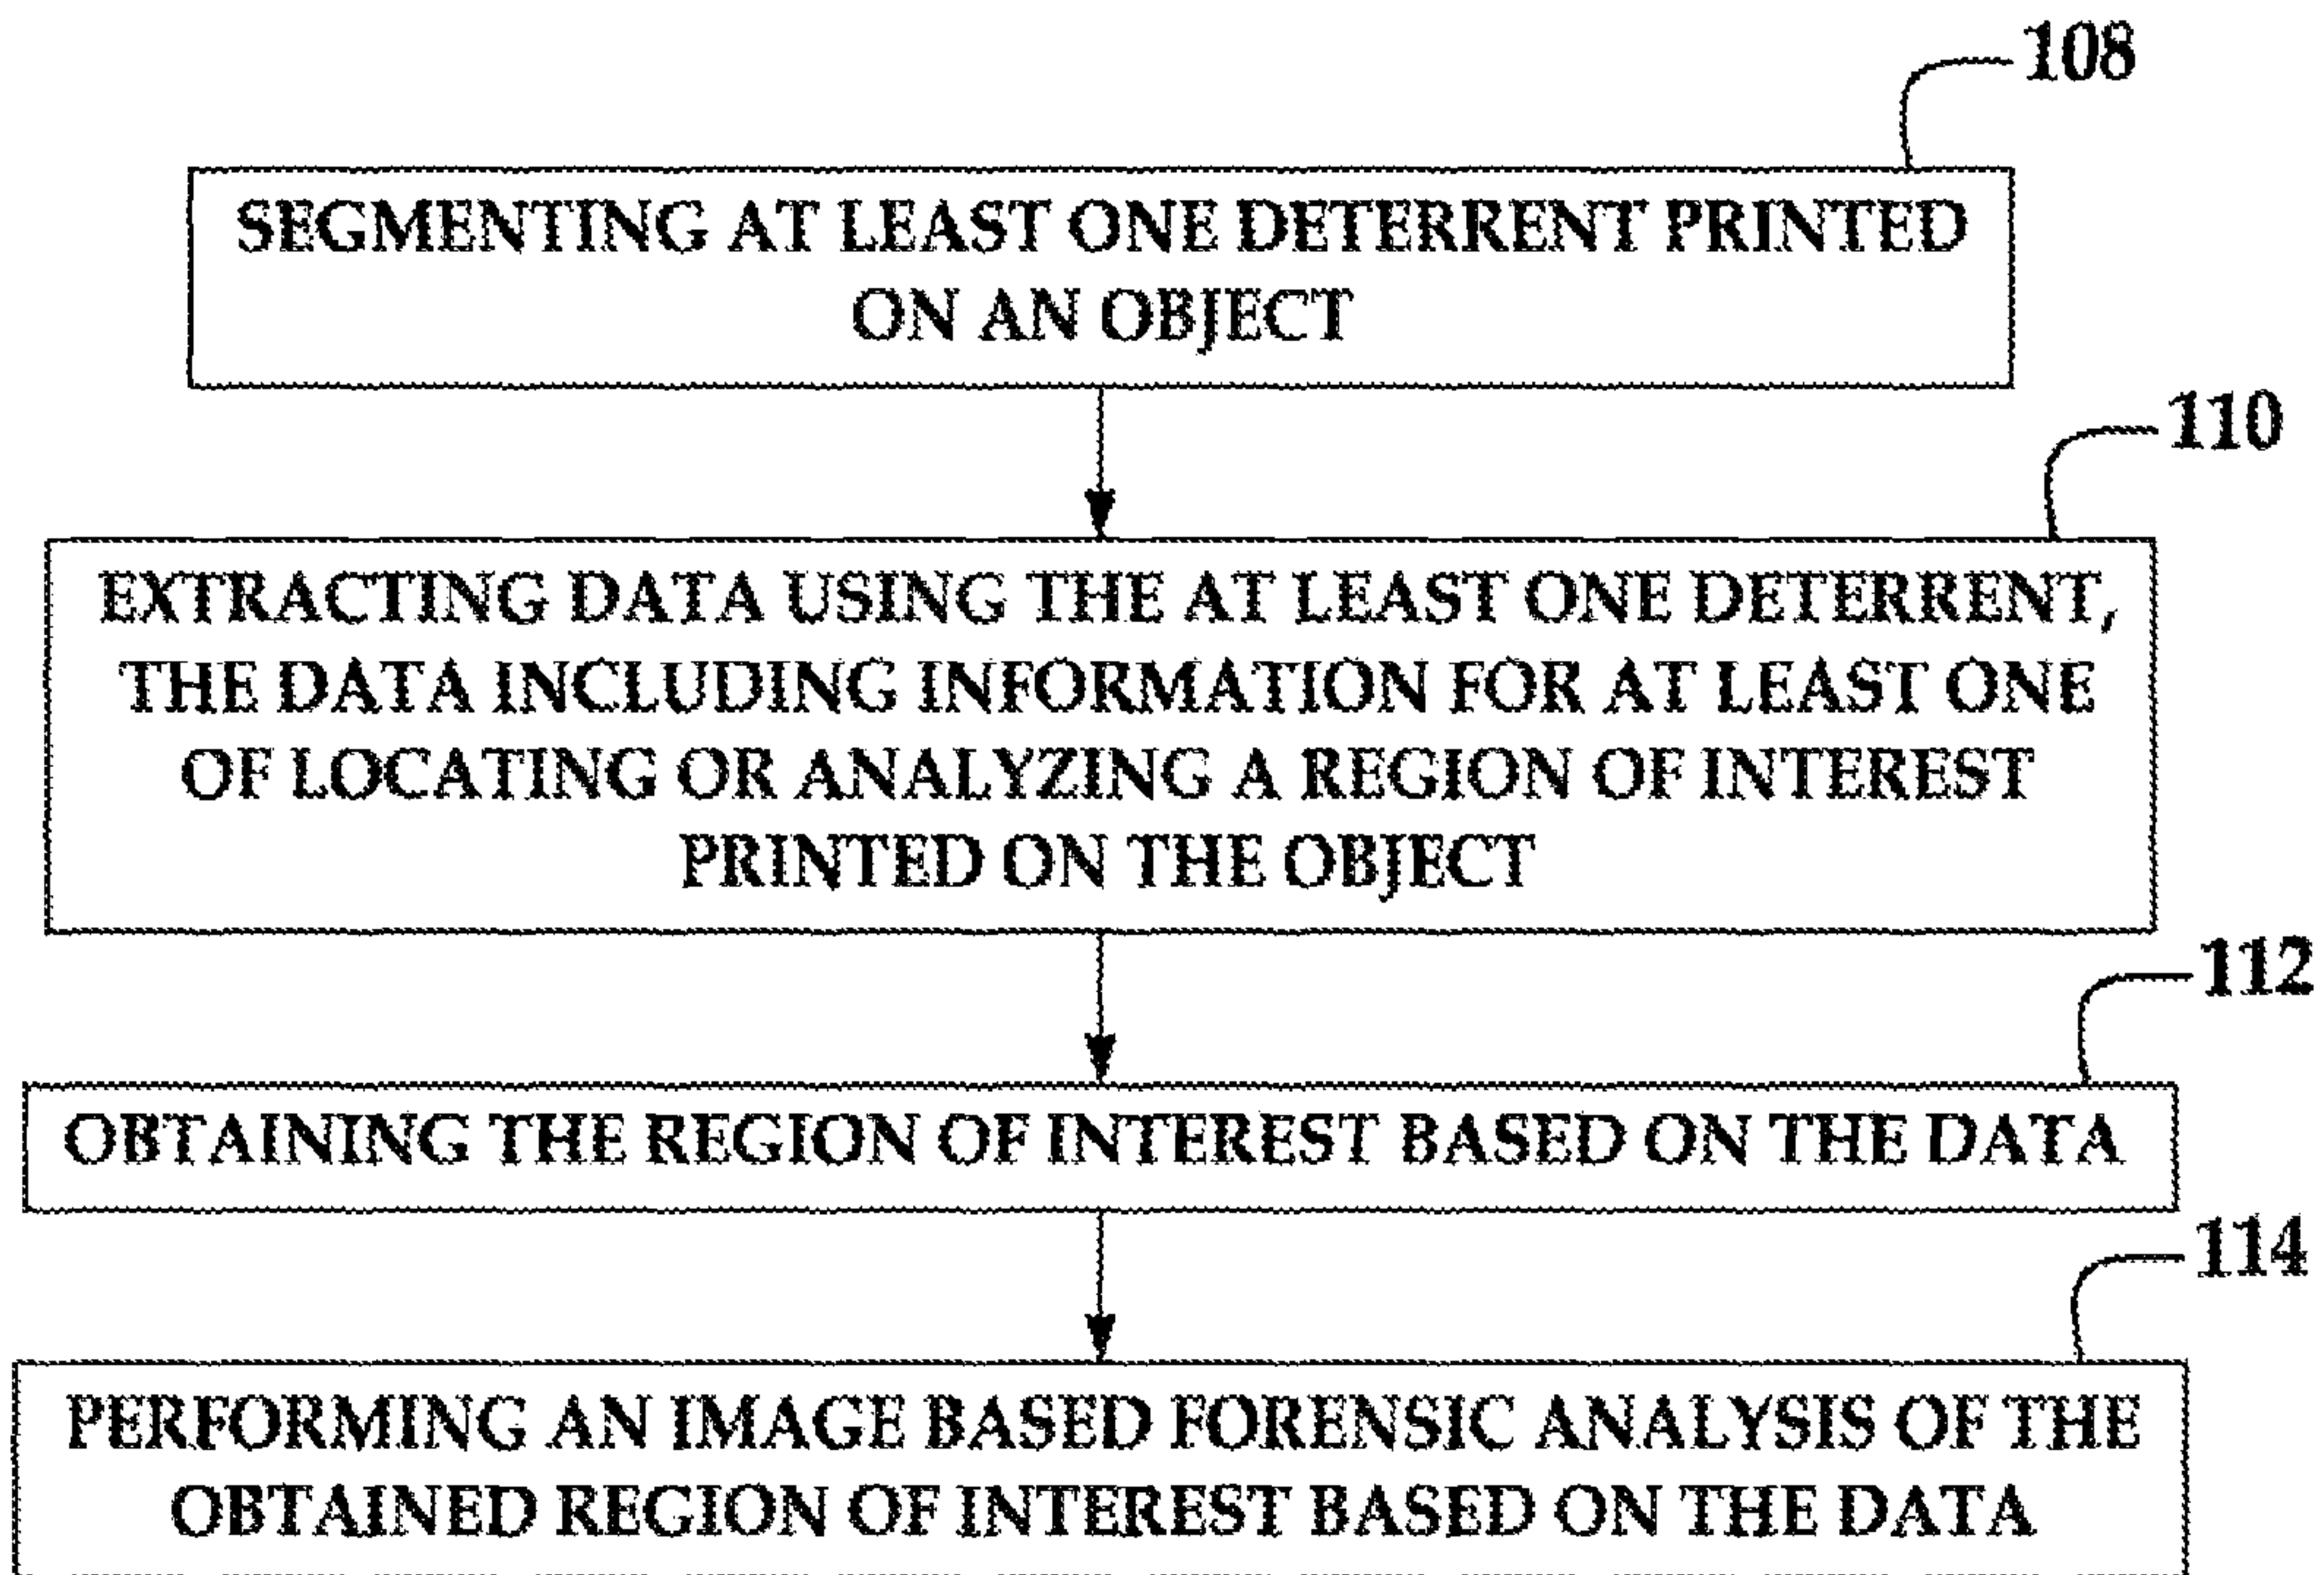 108
SEGMENTING AT LEAST ONE DETERRENT PRINTED
ON AN OBJECT
110
EXTRACTING DATA USING THE AT LEAST ONE DETERRENT,
THE DATA INCLUDING INFORMATION FOR AT LEAST ONE
OF LOCATING OR ANALYZING A REGION OF INTEREST
PRINTED ON THE OBJECT
112
OBTAINING THE REGION OF INTEREST BASED ON THE DATA
114
PERFORMING AN IMAGE BASED FORENSIC ANALYSIS OF THE
OBTAINED REGION OF INTEREST BASED ON THE DATA